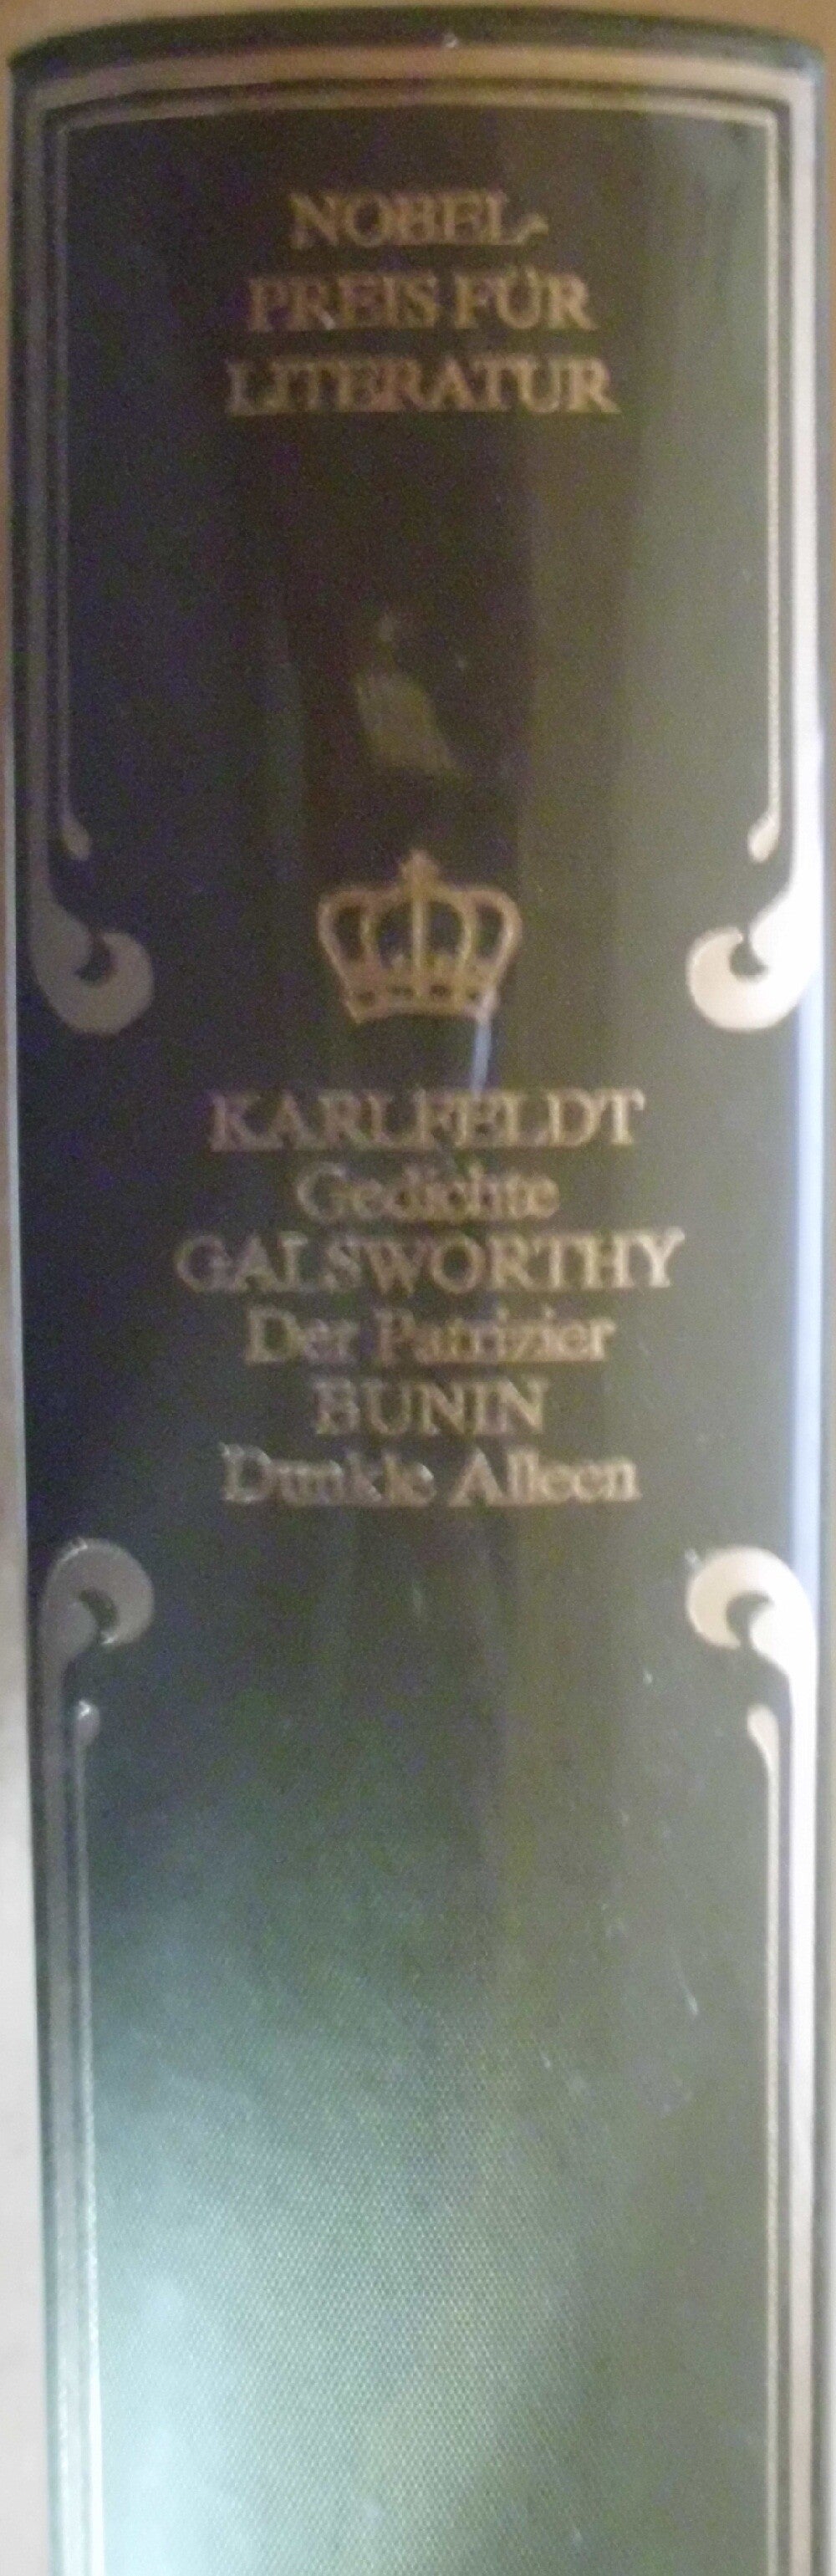 NOBEL-
PREIS FÜR
LITERATUR
KARLFELDT
Gedichte
GALSWORTHY
Der Patrizier
BUNIN
Dunkle Alleen